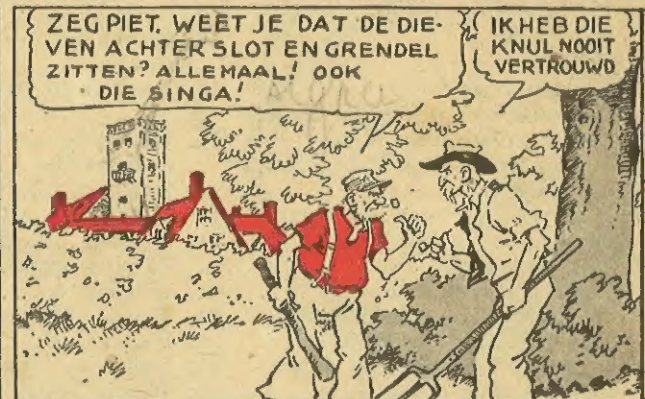 ZEG PIET, WEET JE DAT DE DIE-
VEN ACHTER SLOT EN GRENDEL
ZITTEN? ALLEMAAL! OOK
DIE SINGA!
IK HEB DIE
KNUL NOOIT
VERTROUWD